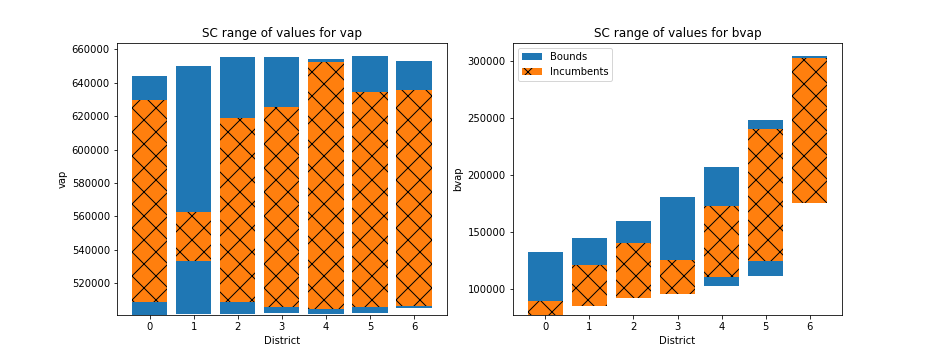 SC range of values for vap
660000
640000
620000
600000
580000
560000
540000
520000
vap
0 1 2 3 4 5 6
District
SC range of values for bvap
Bounds
Incumbents
300000
250000
200000
150000
100000
bvap
0 1 2 3 4 5 6
District